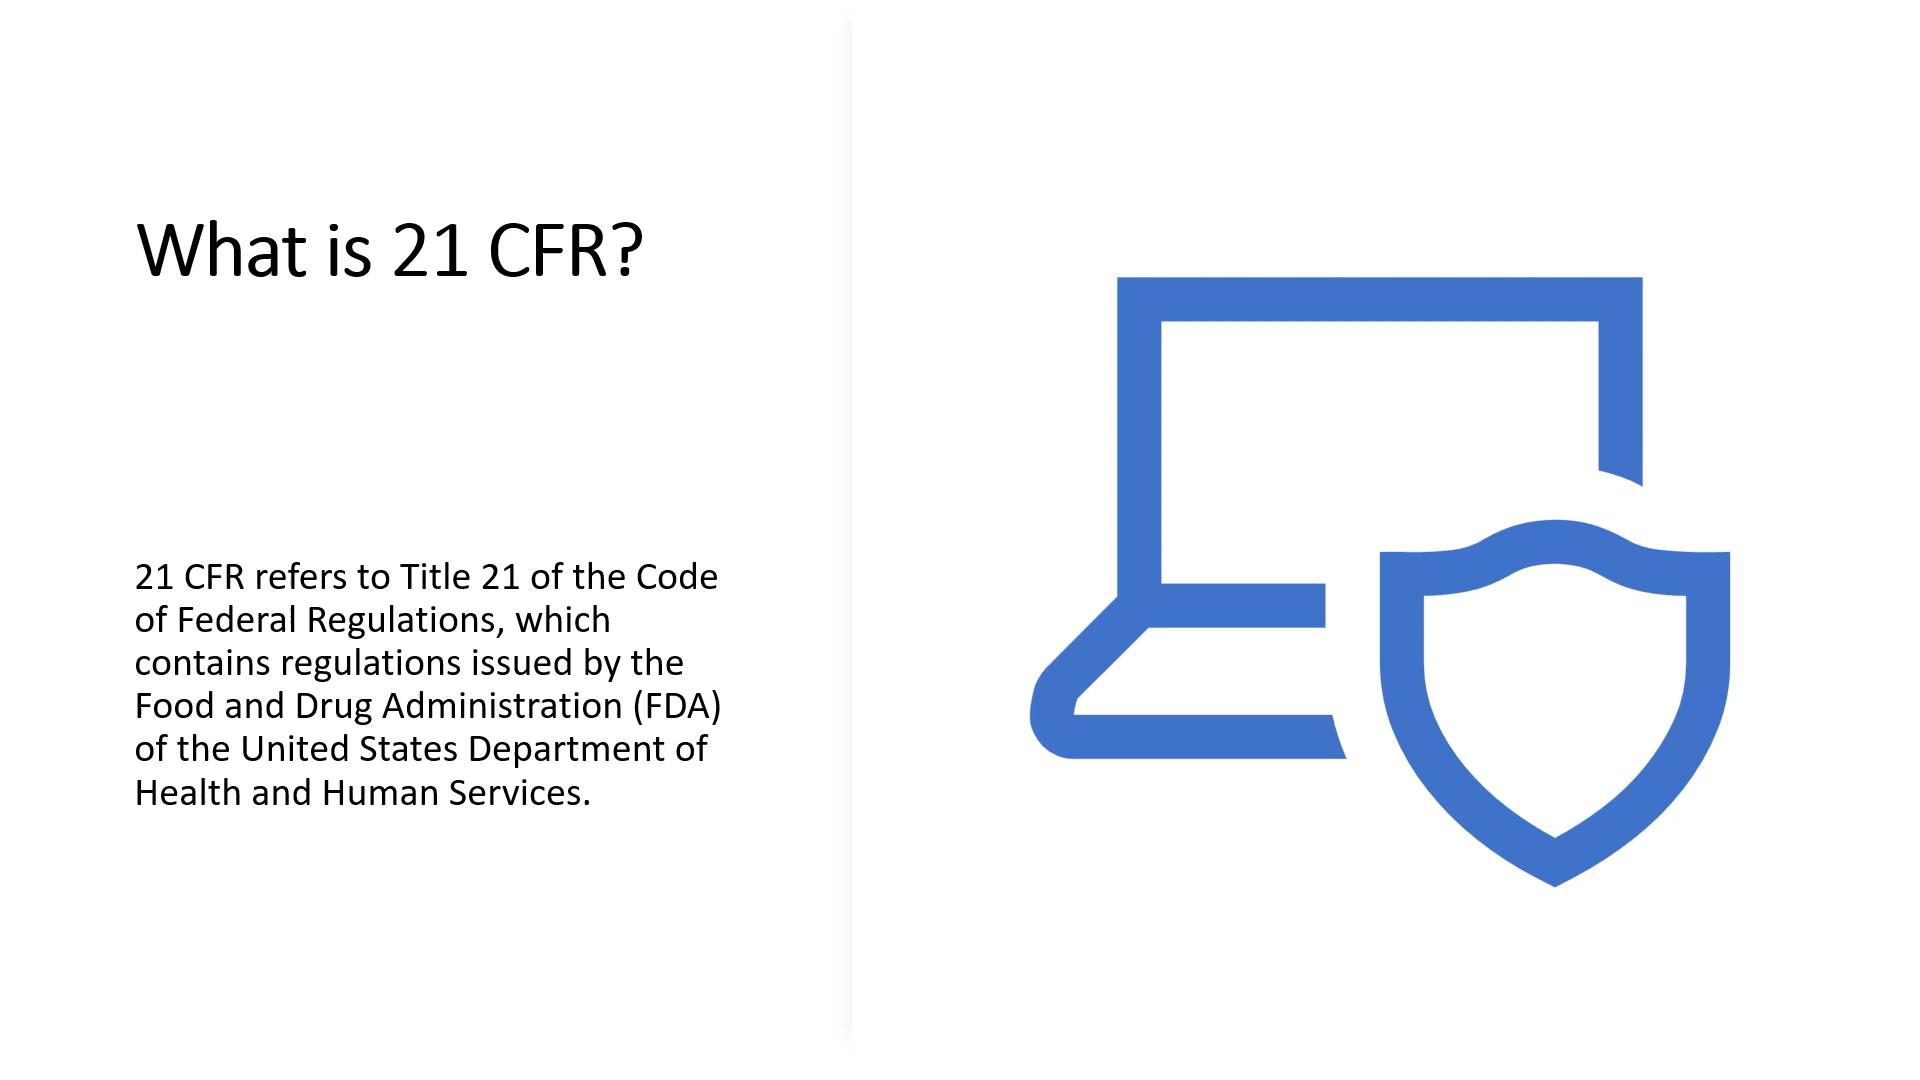 What is 21 CFR?
21 CFR refers to Title 21 of the Code
of Federal Regulations, which
contains regulations issued by the
Food and Drug Administration (FDA)
of the United States Department of
Health and Human Services.